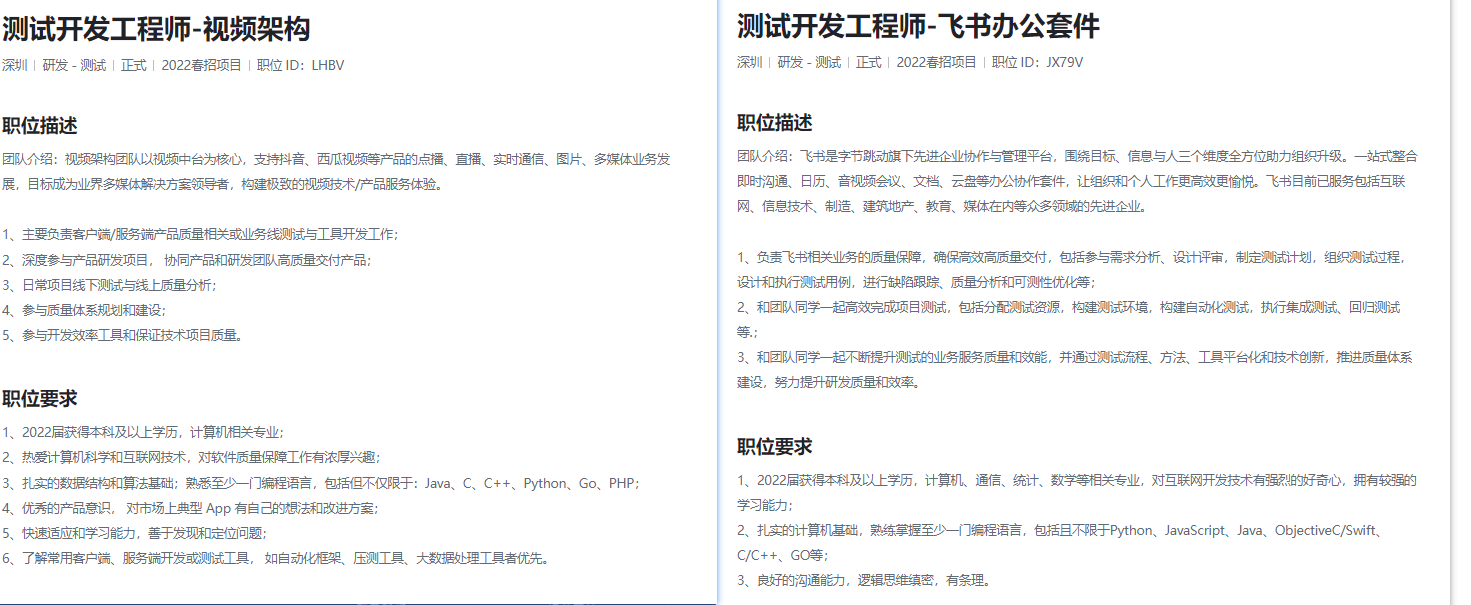 测试开发工程师-视频架构
深圳 | 研发 - 测试 | 正式 | 2022春招项目 | 职位 ID：LHBV
职位描述
团队介绍：视频架构团队以视频中台为核心，支持抖音、西瓜视频等产品的点播、直播、实时通信、图片、多媒体业务发
展，目标成为业界多媒体解决方案领导者，构建极致的视频技术/产品服务体验。
1、主要负责客户端/服务端产品质量相关或业务线测试与工具开发工作；
2、深度参与产品研发项目， 协同产品和研发团队高质量交付产品；
3、日常项目线下测试与线上质量分析；
4、参与质量体系规划和建设；
5、参与开发效率工具和保证技术项目质量。
职位要求
1、2022届获得本科及以上学历，计算机相关专业；
2、热爱计算机科学和互联网技术，对软件质量保障工作有浓厚兴趣；
3、扎实的数据结构和算法基础；熟悉至少一门编程语言，包括但不仅限于：Java、C、C++、Python、Go、PHP；
4、优秀的产品意识， 对市场上典型 App 有自己的想法和改进方案；
5、快速适应和学习能力，善于发现和定位问题；
6、了解常用客户端、服务端开发或测试工具， 如自动化框架、压测工具、大数据处理工具者优先。
测试开发工程师-飞书办公套件
深圳 | 研发 - 测试 | 正式 | 2022春招项目 | 职位 ID：JX79V
职位描述
团队介绍：飞书是字节跳动旗下先进企业协作与管理平台，围绕目标、信息与人三个维度全方位助力组织升级。一站式整合
即时沟通、日历、音视频会议、文档、云盘等办公协作套件，让组织和个人工作更高效更愉悦。飞书目前已服务包括互联
网、信息技术、制造、建筑地产、教育、媒体在内等众多领域的先进企业。
1、负责飞书相关业务的质量保障，确保高效高质量交付，包括参与需求分析、设计评审，制定测试计划，组织测试过程，
设计和执行测试用例，进行缺陷跟踪、质量分析和可测性优化等；
2、和团队同学一起高效完成项目测试，包括分配测试资源，构建测试环境，构建自动化测试，执行集成测试、回归测试
等.；
3、和团队同学一起不断提升测试的业务服务质量和效能，并通过测试流程、方法、工具平台化和技术创新，推进质量体系
建设，努力提升研发质量和效率。
职位要求
1、2022届获得本科及以上学历，计算机、通信、统计、数学等相关专业，对互联网开发技术有强烈的好奇心，拥有较强的
学习能力；
2、扎实的计算机基础，熟练掌握至少一门编程语言，包括且不限于Python、JavaScript、Java、ObjectiveC/Swift、
C/C++、GO等；
3、良好的沟通能力，逻辑思维缜密，有条理。